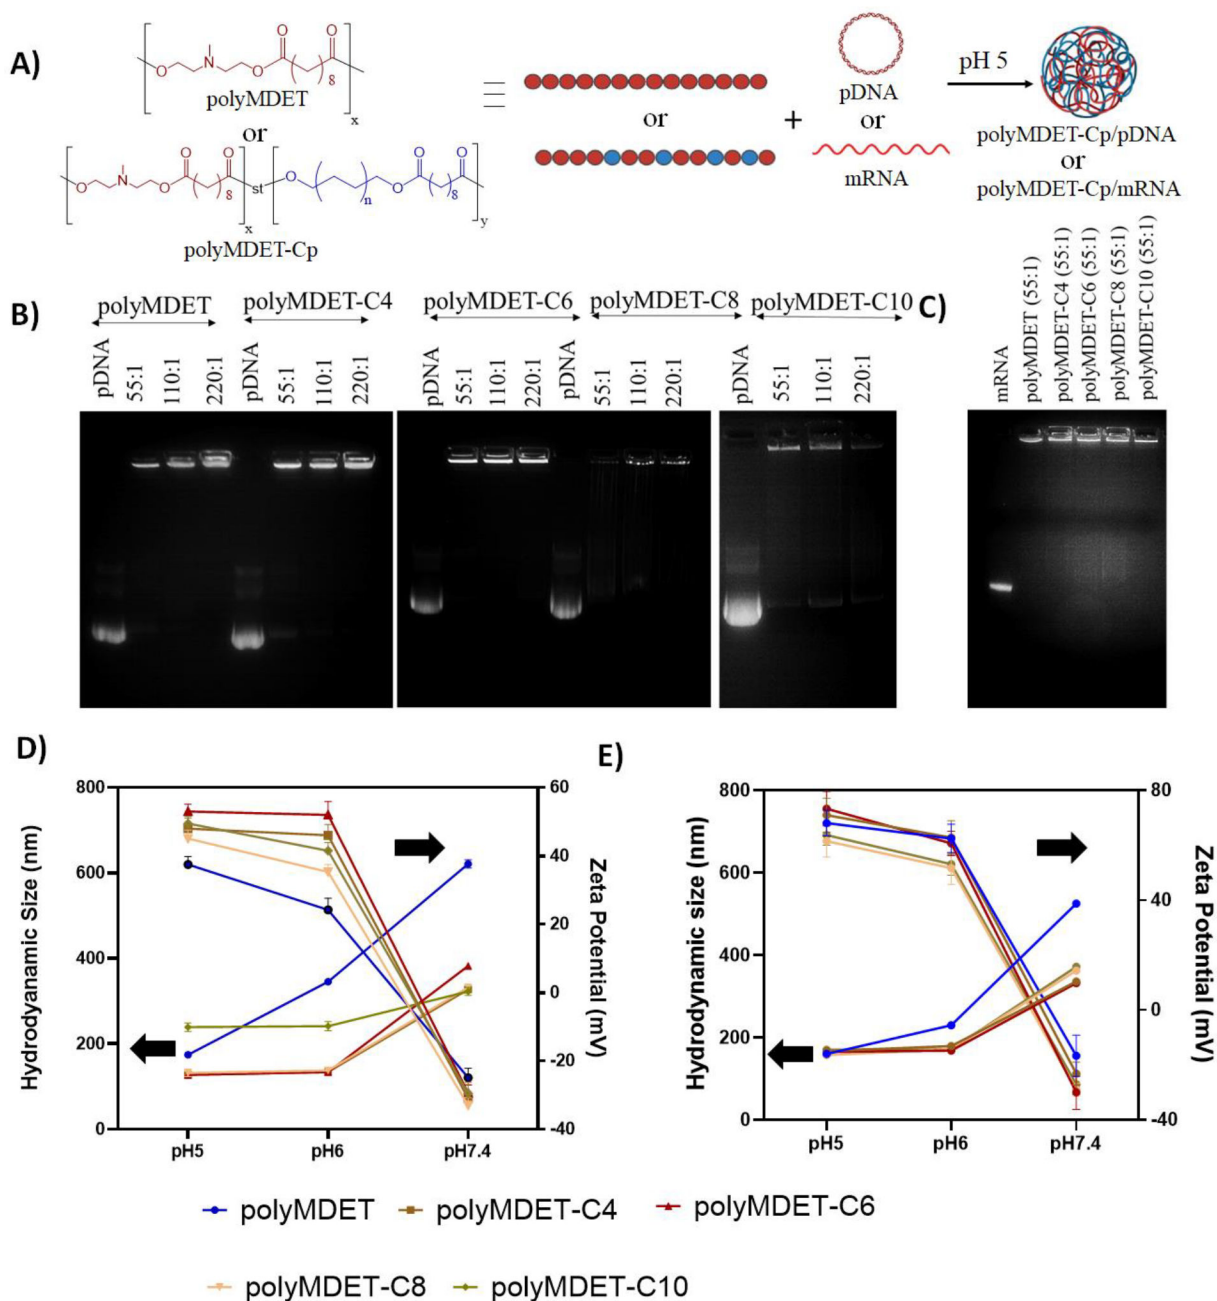 A)
O
N
O
O
O
8
x
polyMDET
or
O
N
O
O
O
8
x
st
O
n
O
O
O
8
y
polyMDET-Cp
or
+
pDNA
or
mRNA
pH 5
polyMDET-Cp/pDNA
or
polyMDET-Cp/mRNA
B)
polyMDET
polyMDET-C4
polyMDET-C6
polyMDET-C8
polyMDET-C10
pDNA
55:1
110:1
220:1
pDNA
55:1
110:1
220:1
pDNA
55:1
110:1
220:1
pDNA
55:1
110:1
220:1
pDNA
55:1
110:1
220:1
C)
mRNA
polyMDET (55:1)
polyMDET-C4 (55:1)
polyMDET-C6 (55:1)
polyMDET-C8 (55:1)
polyMDET-C10 (55:1)
D)
Hydrodyanamic Size (nm)
800
600
400
200
0
pH5
pH6
pH7.4
60
40
20
0
-20
-40
Zeta Potential (mV)
E)
Hydrodynamic size (nm)
800
600
400
200
0
pH5
pH6
pH7.4
80
40
0
-40
Zeta Potential (mV)
polyMDET
polyMDET-C4
polyMDET-C6
polyMDET-C8
polyMDET-C10